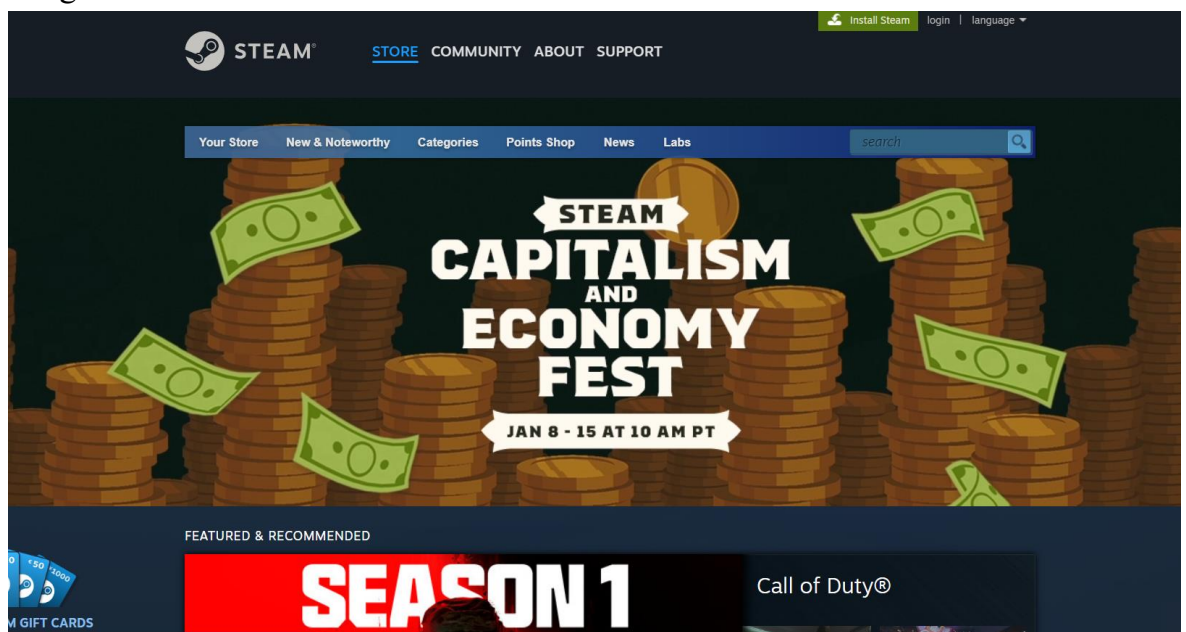 Install Steam login | language
STEAM® STORE COMMUNITY ABOUT SUPPORT
Your Store New & Noteworthy Categories Points Shop News Labs search
STEAM
CAPITALISM
AND
ECONOMY
FEST
JAN 8 - 15 AT 10 AM PT
FEATURED & RECOMMENDED
SEASON 1
Call of Duty®
GIFT CARDS